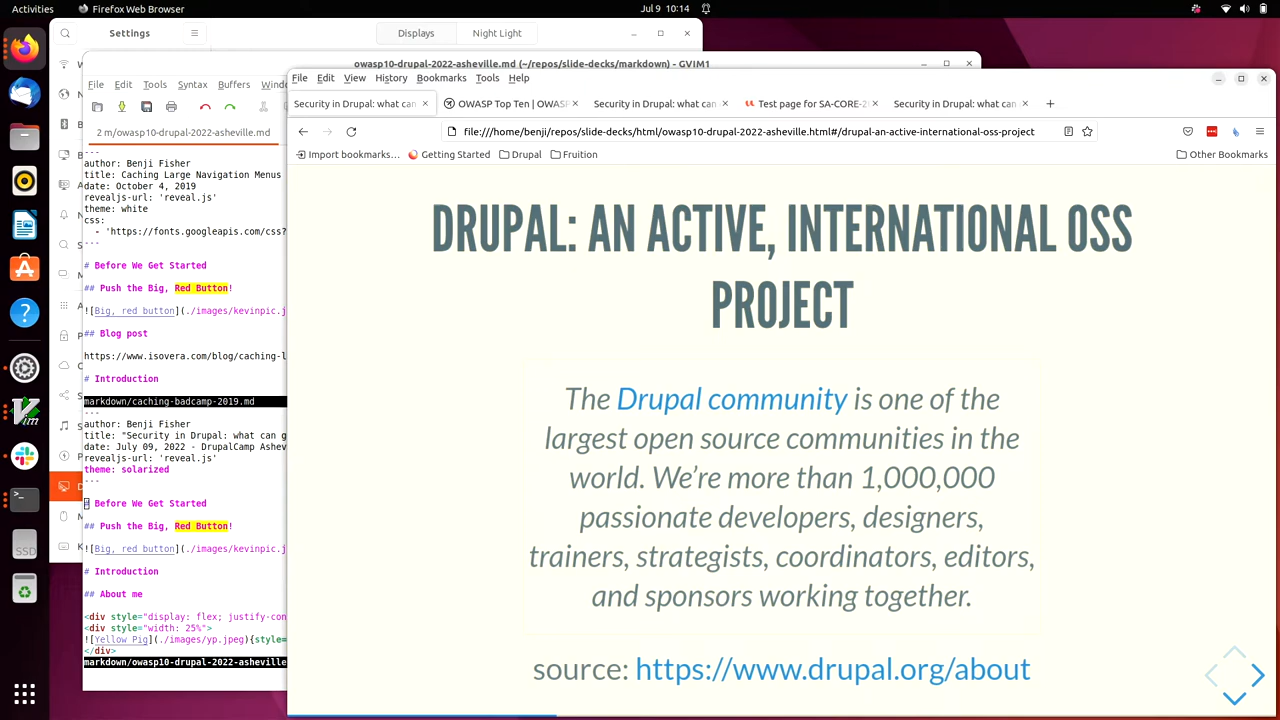 Activities
Firefox Web Browser
Jul 9 10:14
Settings
Displays
Night Light
owasp10-drupal-2022-asheville.md (~/repos/slide-decks/markdown) - GVIM1
File Edit Tools Syntax Buffers
2 m/owasp10-drupal-2022-asheville.md
---
author: Benji Fisher
title: Caching Large Navigation Menus
date: October 4, 2019
revealjs-url: 'reveal.js'
theme: white
css:
- 'https://fonts.googleapis.com/css?
---
# Before We Get Started
## Push the Big, Red Button!
![Big, red button](./images/kevinpic.j
## Blog post
https://www.isovera.com/blog/caching-l
# Introduction
markdown/caching-badcamp-2019.md
---
author: Benji Fisher
title: "Security in Drupal: what can g
date: July 09, 2022 - DrupalCamp Ashev
revealjs-url: 'reveal.js'
theme: solarized
---
# Before We Get Started
## Push the Big, Red Button!
![Big, red button](./images/kevinpic.j
# Introduction
## About me
<div style="display: flex; justify-con
<div style="width: 25%">
![Yellow Pig](./images/yp.jpeg){style=
</div>
markdown/owasp10-drupal-2022-asheville
File Edit View History Bookmarks Tools Help
Security in Drupal: what can
OWASP Top Ten | OWAS
Security in Drupal: what can
Test page for SA-CORE-2
Security in Drupal: what can
file:///home/benji/repos/slide-decks/html/owasp10-drupal-2022-asheville.html#/drupal-an-active-international-oss-project
Import bookmarks...
Getting Started
Drupal
Fruition
Other Bookmarks
DRUPAL: AN ACTIVE, INTERNATIONAL OSS
PROJECT
The Drupal community is one of the
largest open source communities in the
world. We're more than 1,000,000
passionate developers, designers,
trainers, strategists, coordinators, editors,
and sponsors working together.
source: https://www.drupal.org/about
SSD